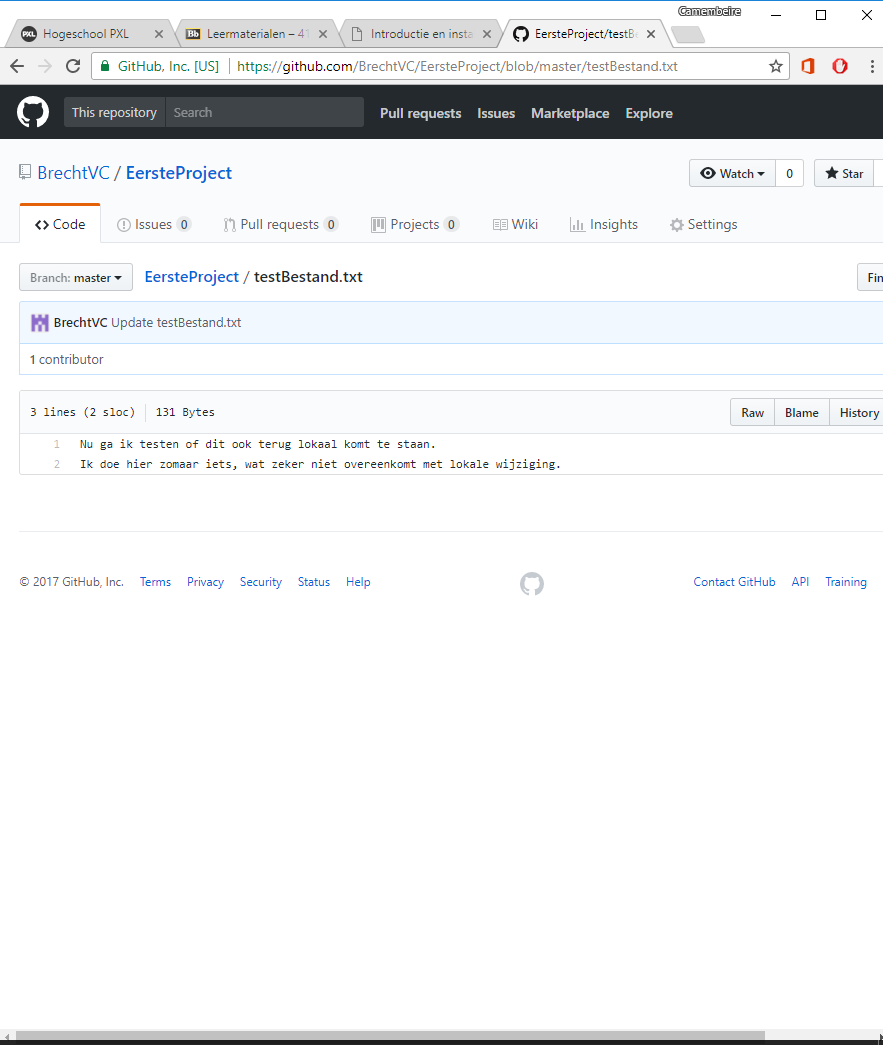 Camembeire
PXL Hogeschool PXL
Bb Leermaterialen – 41
Introductie en insta
EersteProject/testB
GitHub, Inc. [US] https://github.com/BrechtVC/EersteProject/blob/master/testBestand.txt
This repository Search Pull requests Issues Marketplace Explore
BrechtVC / EersteProject Watch 0 Star
Code Issues 0 Pull requests 0 Projects 0 Wiki Insights Settings
Branch: master EersteProject / testBestand.txt Fin
BrechtVC Update testBestand.txt
1 contributor
3 lines (2 sloc) 131 Bytes Raw Blame History
1 Nu ga ik testen of dit ook terug lokaal komt te staan.
2 Ik doe hier zomaar iets, wat zeker niet overeenkomt met lokale wijziging.
© 2017 GitHub, Inc. Terms Privacy Security Status Help Contact GitHub API Training